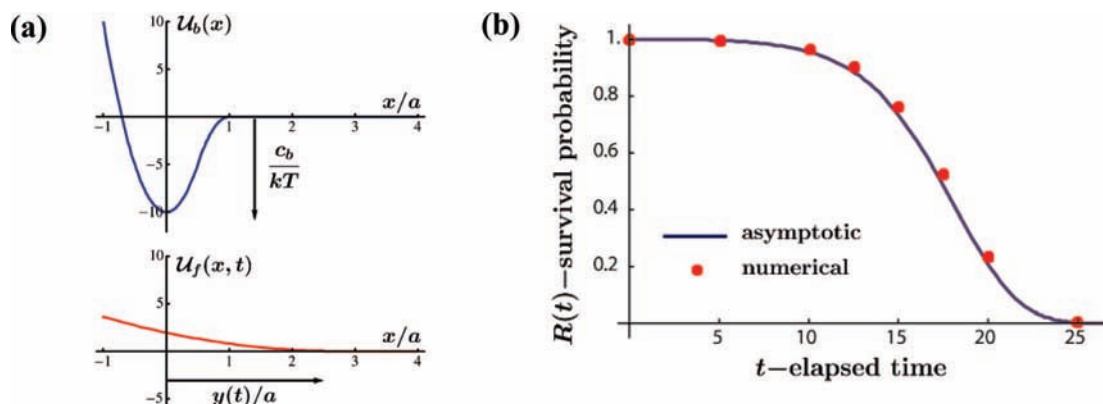 (a)
U_b(x)
10
5
x/a
-1
1
2
3
4
c_b
kT
-5
-10
10
U_f(x, t)
5
x/a
-1
1
2
3
4
-5
y(t)/a
(b)
R(t)—survival probability
1.
0.8
0.6
0.4
0.2
asymptotic
numerical
0
5
10
15
20
25
t—elapsed time